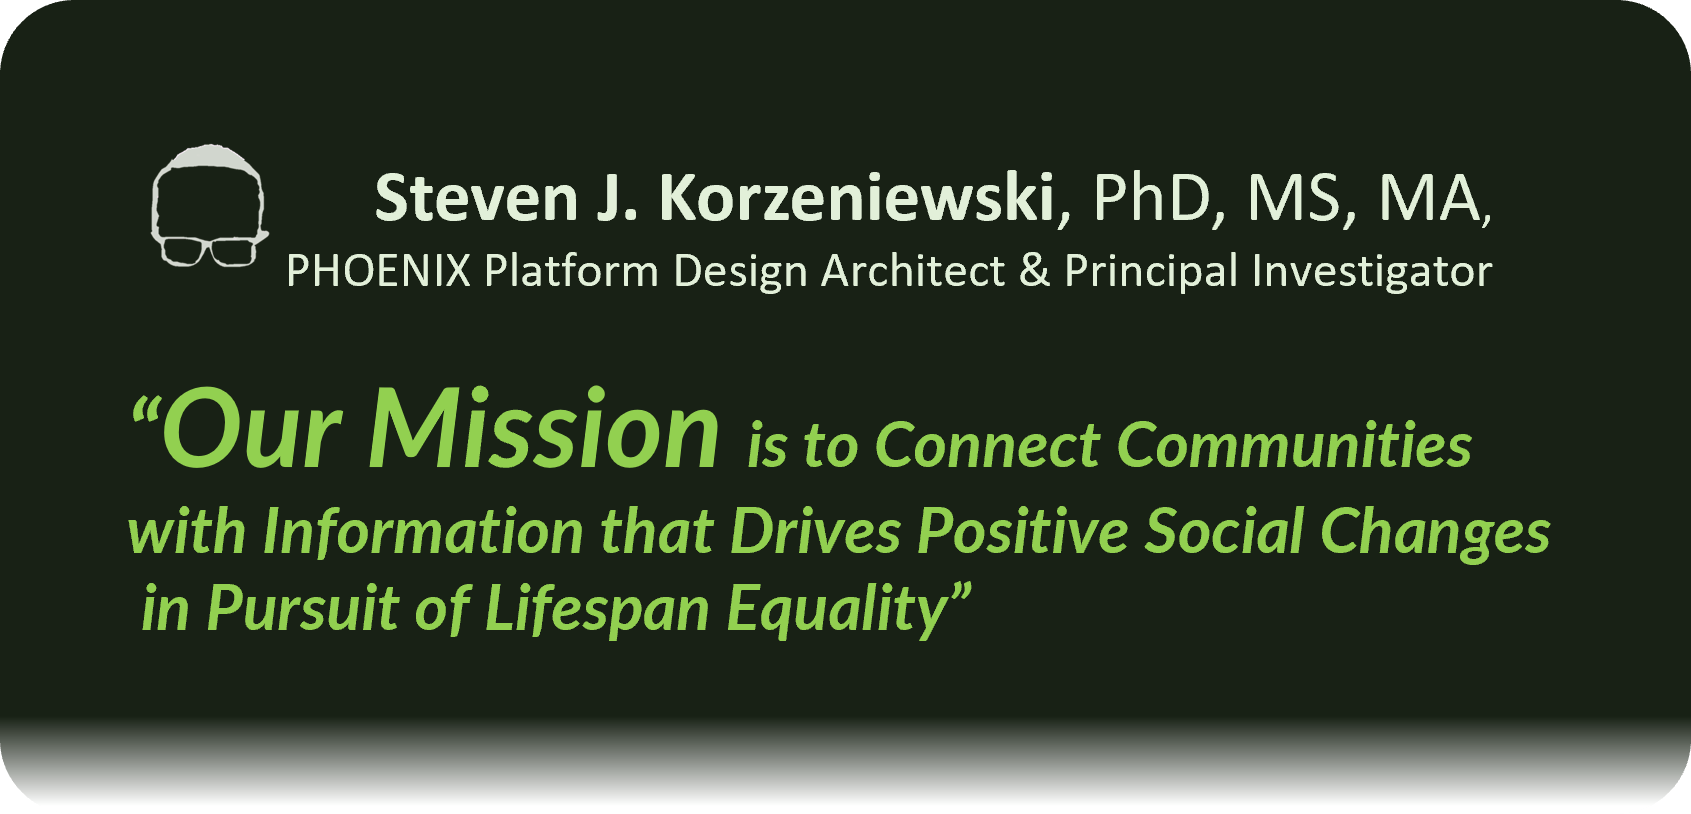 Steven J. Korzeniewski, PhD, MS, MA,
PHOENIX Platform Design Architect & Principal Investigator
“Our Mission is to Connect Communities
with Information that Drives Positive Social Changes
in Pursuit of Lifespan Equality”